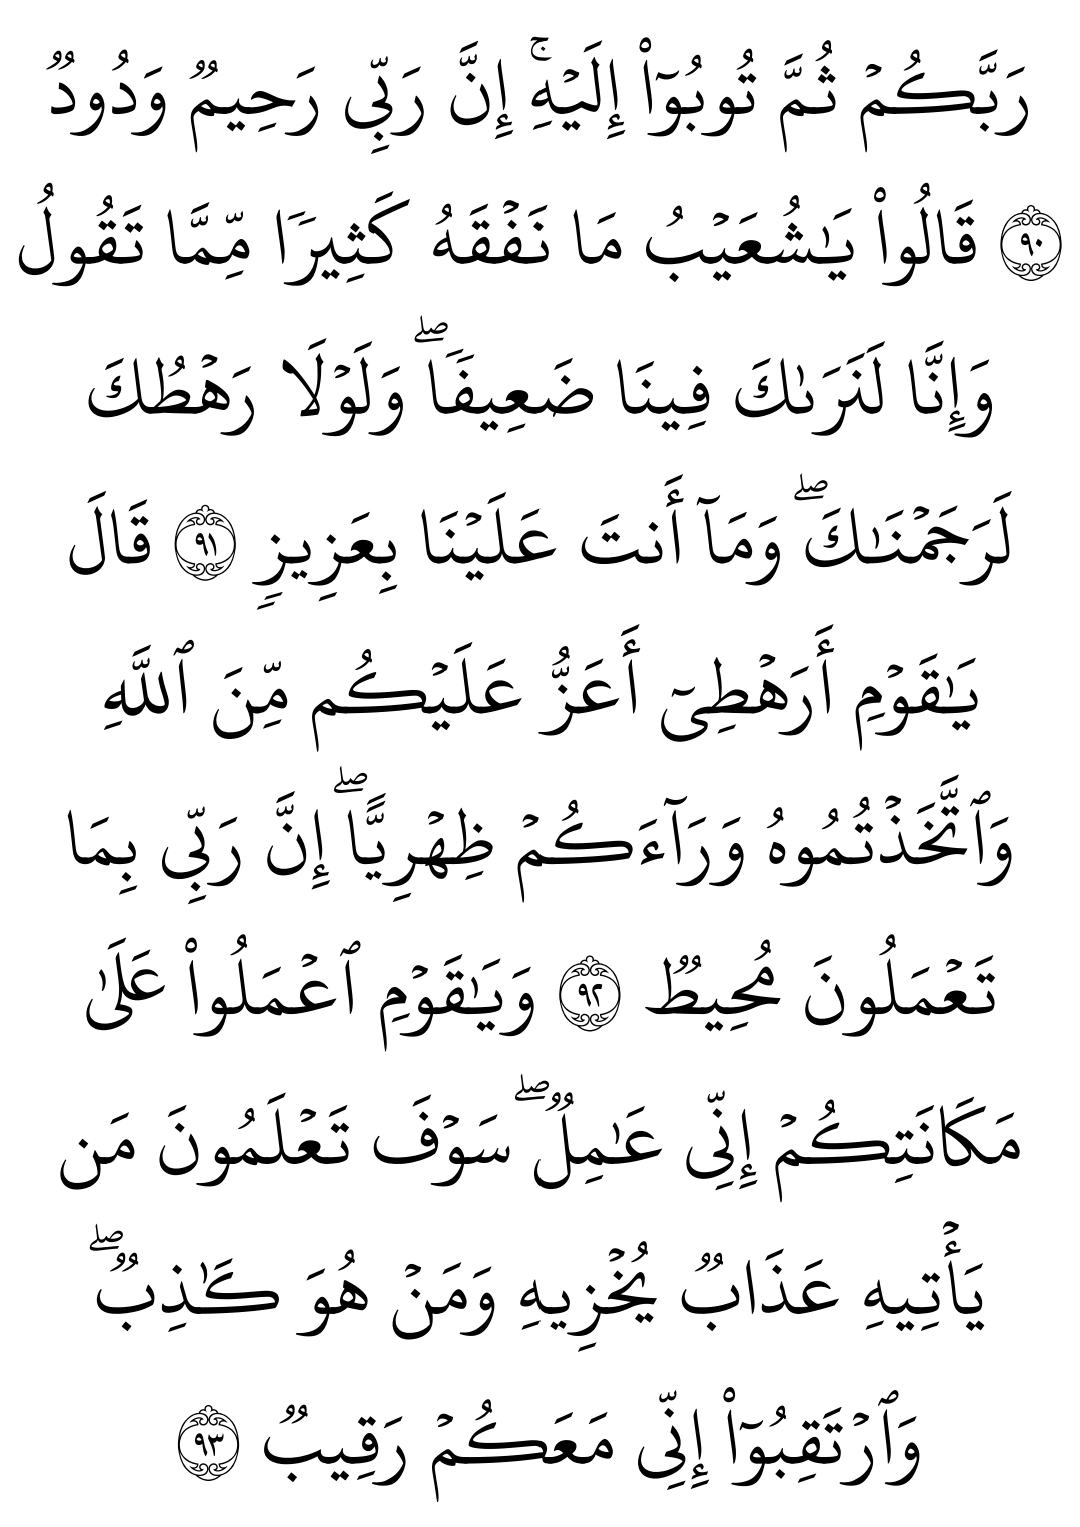 رَبَّكُمۡ ثُمَّ تُوبُوٓاْ إِلَيۡهِۚ إِنَّ رَبِّي رَحِيمٞ وَدُودٞ
٩٠ قَالُواْ يَٰشُعَيۡبُ مَا نَفۡقَهُ كَثِيرٗا مِّمَّا تَقُولُ
وَإِنَّا لَنَرَىٰكَ فِينَا ضَعِيفٗاۖ وَلَوۡلَا رَهۡطُكَ
لَرَجَمۡنَٰكَۖ وَمَآ أَنتَ عَلَيۡنَا بِعَزِيزٖ ٩١ قَالَ
يَٰقَوۡمِ أَرَهۡطِيٓ أَعَزُّ عَلَيۡكُم مِّنَ ٱللَّهِ
وَٱتَّخَذۡتُمُوهُ وَرَآءَكُمۡ ظِهۡرِيًّاۖ إِنَّ رَبِّي بِمَا
تَعۡمَلُونَ مُحِيطٞ ٩٢ وَيَٰقَوۡمِ ٱعۡمَلُواْ عَلَىٰ
مَكَانَتِكُمۡ إِنِّي عَٰمِلٞۖ سَوۡفَ تَعۡلَمُونَ مَن
يَأۡتِيهِ عَذَابٞ يُخۡزِيهِ وَمَنۡ هُوَ كَٰذِبٞۖ
وَٱرۡتَقِبُوٓاْ إِنِّي مَعَكُمۡ رَقِيبٞ ٩٣